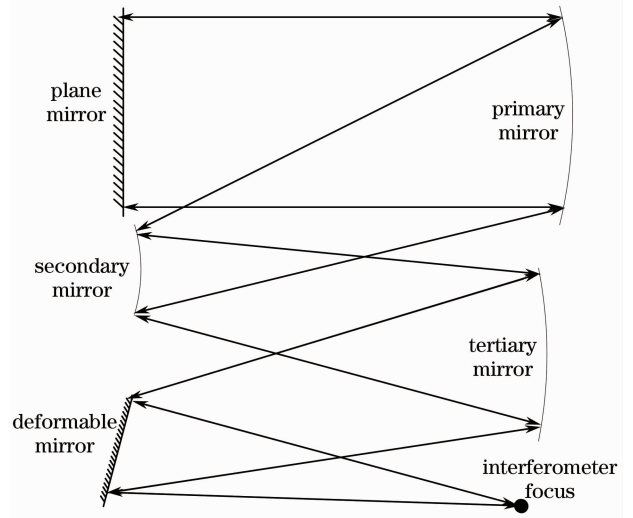 plane
mirror
primary
mirror
secondary
mirror
tertiary
mirror
deformable
mirror
interferometer
focus